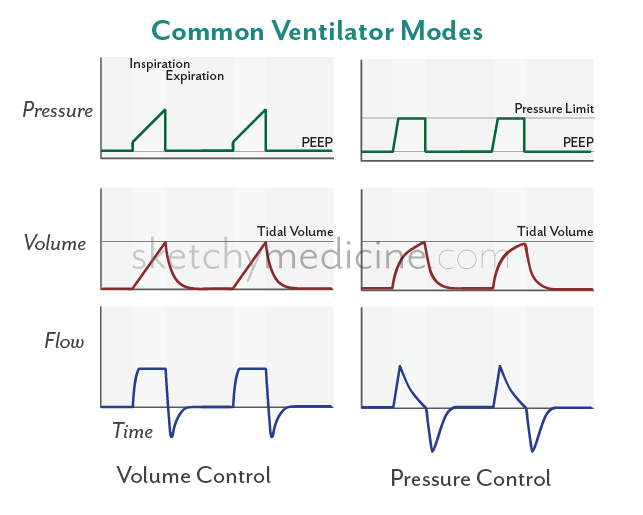 Common Ventilator Modes
Inspiration
Expiration
Pressure
PEEP
Pressure Limit
PEEP
Volume
Tidal Volume
Tidal Volume
sketchymedicine.com
Flow
Time
Volume Control
Pressure Control